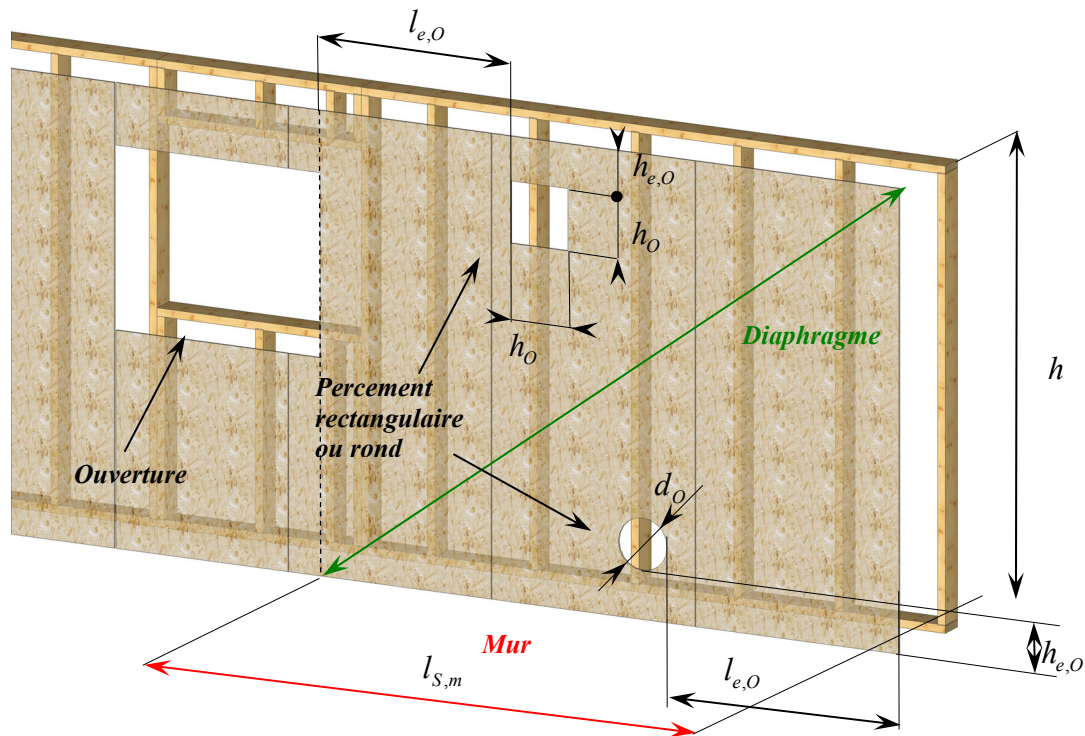 l_{e,O}
h_{e,O}
h_O
h_O
Diaphragme
h
Percement
rectangulaire
ou rond
Ouverture
d_O
Mur
l_{S,m}
l_{e,O}
h_{e,O}